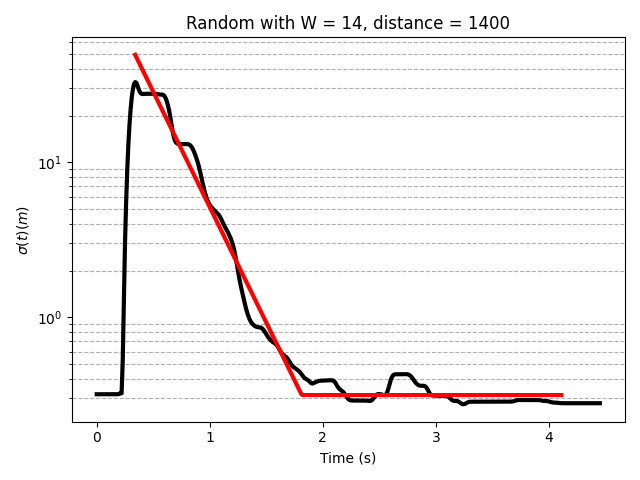 Random with W = 14, distance = 1400
σ(t)(m)
10¹
10⁰
0 1 2 3 4
Time (s)